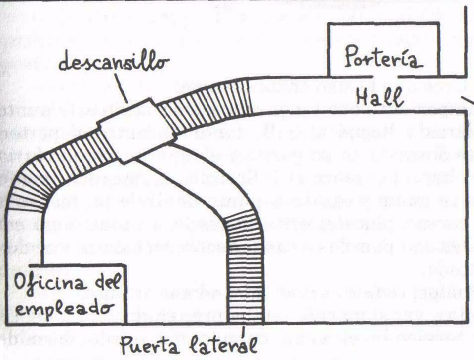 descansillo
Portería
Hall
Oficina del
empleado
Puerta lateral